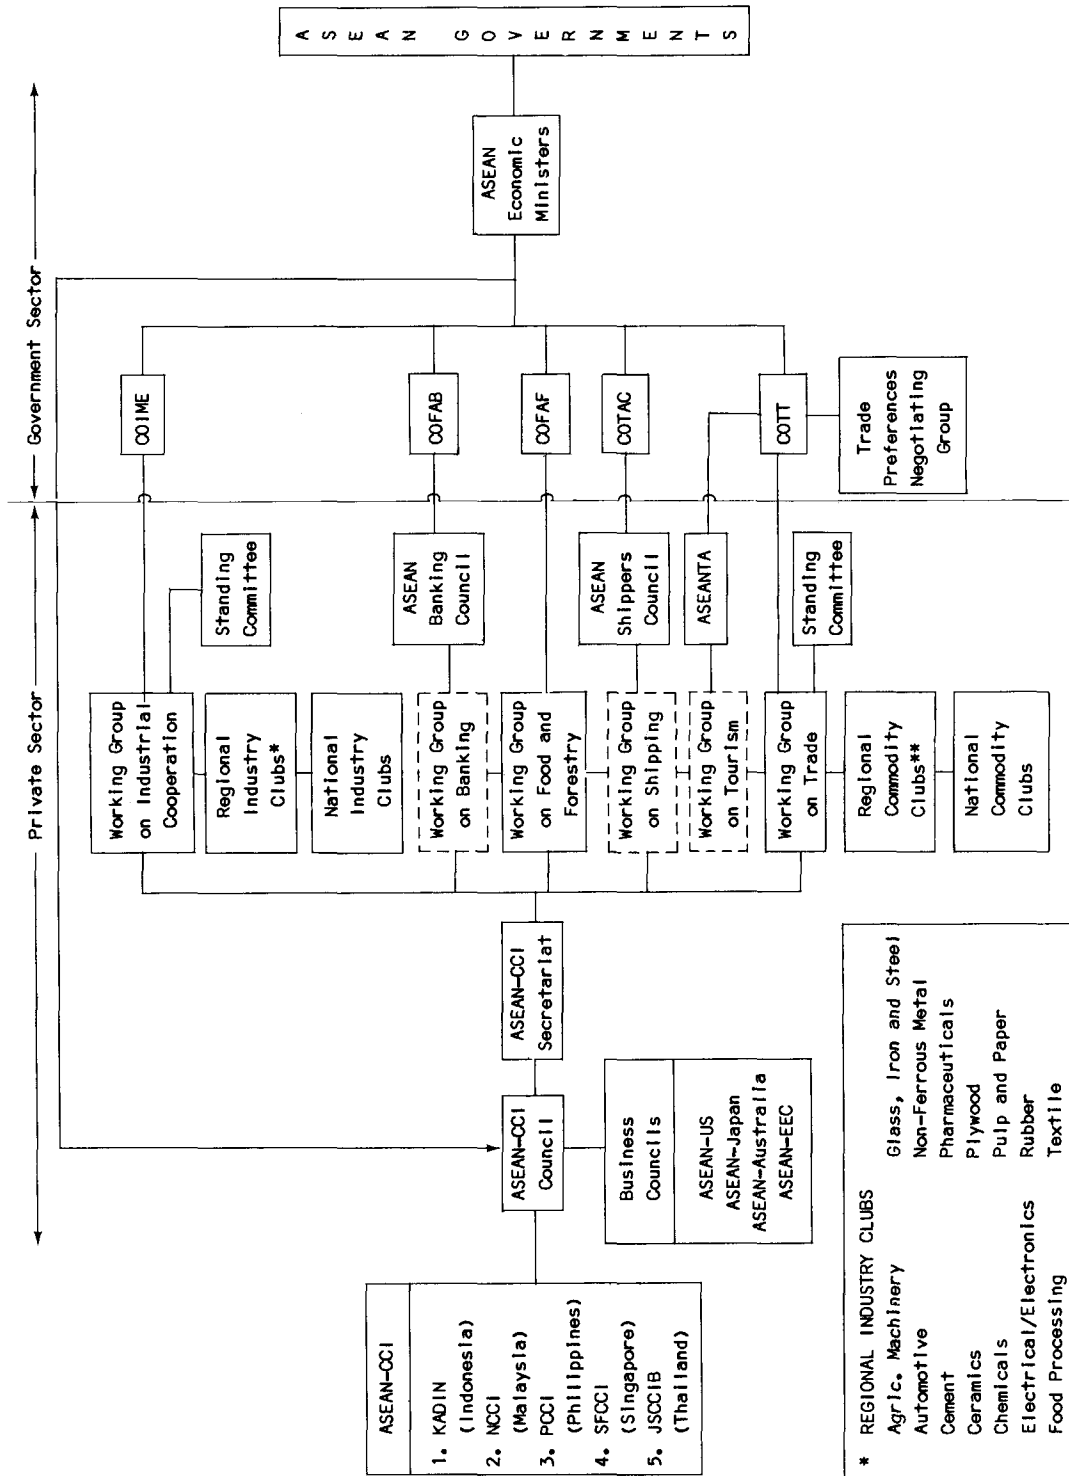 Private Sector
Government Sector
ASEAN-CCI
1. KADIN
(Indonesia)
2. NCCI
(Malaysia)
3. PCCI
(Philippines)
4. SFCCI
(Singapore)
5. JSCCIB
(Thailand)
ASEAN-CCI
Council
Business
Councils
ASEAN-US
ASEAN-Japan
ASEAN-Australia
ASEAN-EEC
ASEAN-CCI
Secretariat
Working Group
on Industrial
Cooperation
Regional
Industry
Clubs*
National
Industry
Clubs
Working Group
on Banking
Working Group
on Food and
Forestry
Working Group
on Shipping
Working Group
on Tourism
Working Group
on Trade
Regional
Commodity
Clubs**
National
Commodity
Clubs
Standing
Committee
ASEAN
Banking
Council
ASEAN
Shippers
Council
ASEANTA
Standing
Committee
COIME
COFAB
COFAF
COTAC
COTT
Trade
Preferences
Negotiating
Group
ASEAN
Economic
Ministers
ASEAN GOVERNMENTS
* REGIONAL INDUSTRY CLUBS
Agric. Machinery Glass, Iron and Steel
Automotive Non-Ferrous Metal
Cement Pharmaceuticals
Ceramics Plywood
Chemicals Pulp and Paper
Electrical/Electronics Rubber
Food Processing Textile